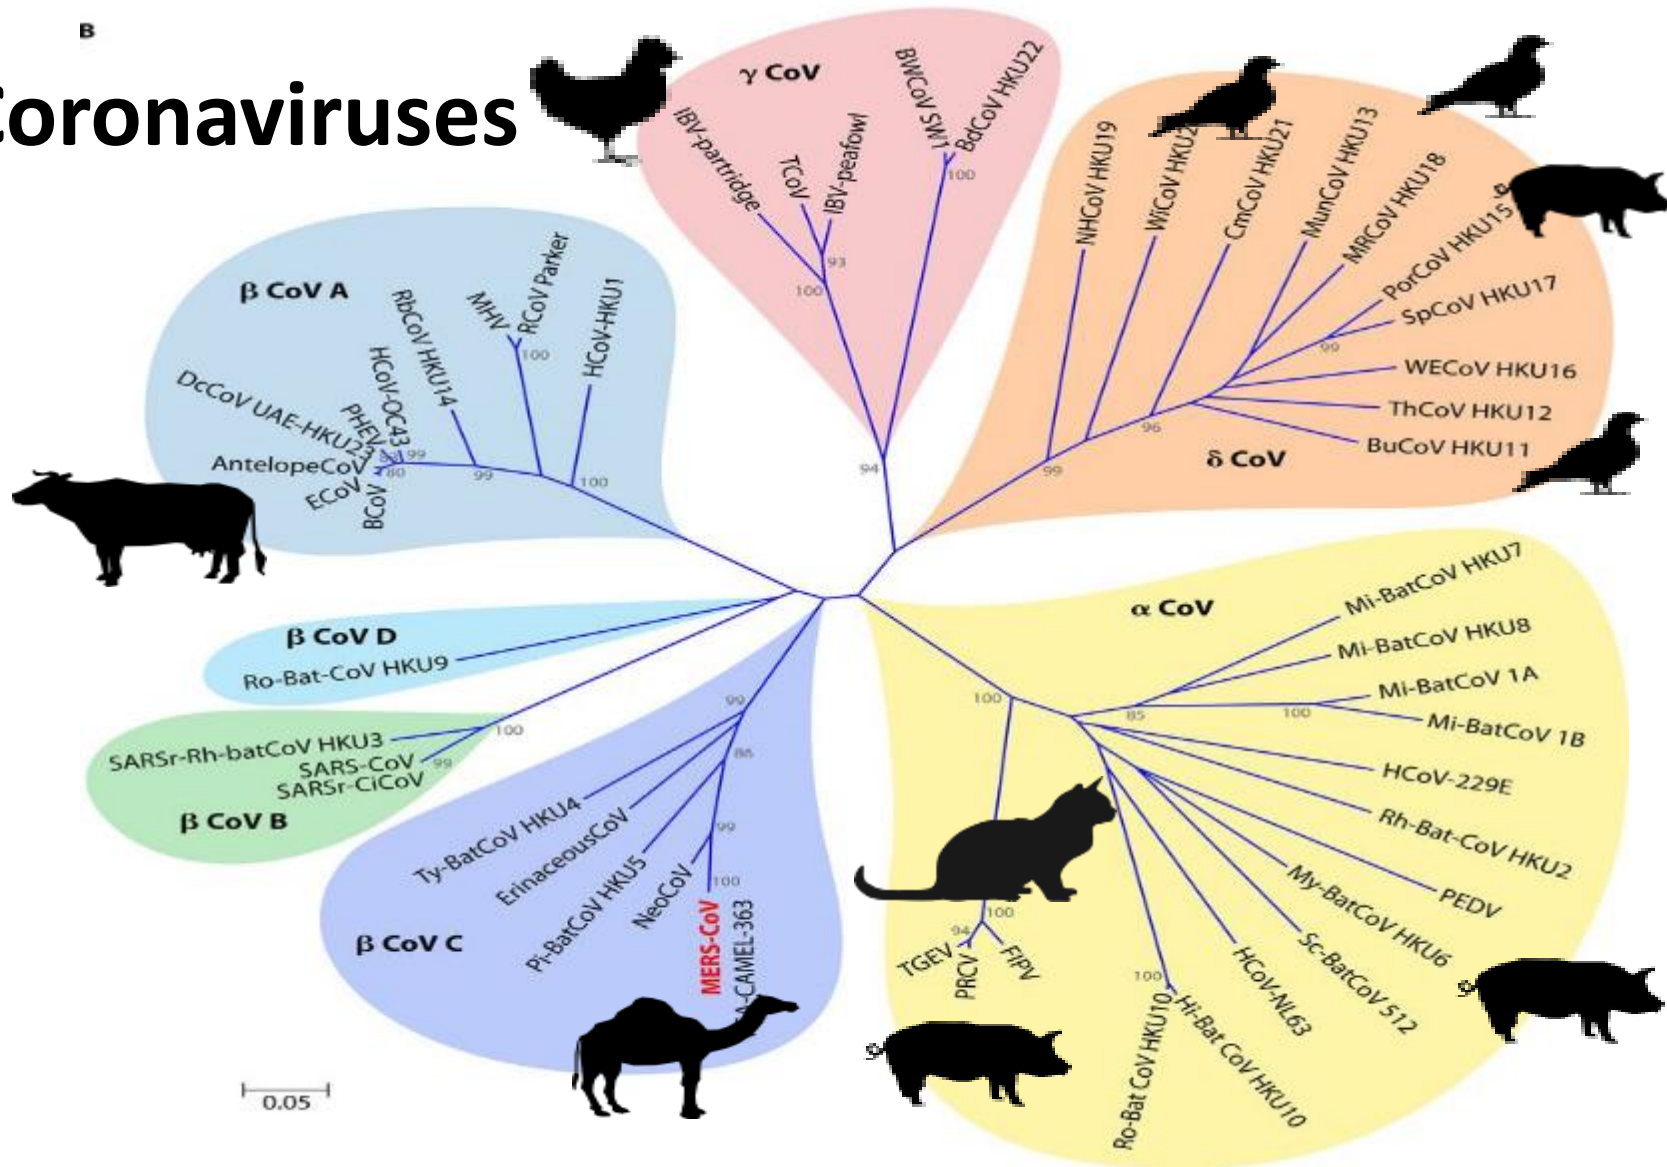 B
Coronaviruses
γ CoV
IBV-partridge
TCoV
IBV-peafowl
BWCoV SW1
BdCoV HKU22
100
93
100
94
NHCoV HKU19
CmCoV HKU21
MunCoV HKU13
MRCoV HKU18
PorCoV HKU15
SpCoV HKU17
WECoV HKU16
ThCoV HKU12
BuCoV HKU11
99
96
99
δ CoV
β CoV A
DcCoV UAE-HKU23
PHEV
HCoV-OC43
RbCoV HKU14
MHV
RCoV Parker
HCoV-HKU1
AntelopeCoV
ECoV
BCoV
99
80
99
100
100
β CoV D
Ro-Bat-CoV HKU9
SARSr-Rh-batCoV HKU3
SARS-CoV
SARSr-CiCoV
100
99
β CoV B
99
86
99
100
Ty-BatCoV HKU4
ErinaceousCoV
Pi-BatCoV HKU5
NeoCoV
MERS-CoV
A-CAMEL-363
β CoV C
α CoV
Mi-BatCoV HKU7
Mi-BatCoV HKU8
Mi-BatCoV 1A
Mi-BatCoV 1B
HCoV-229E
Rh-Bat-CoV HKU2
PEDV
My-BatCoV HKU6
Sc-BatCoV 512
HCoV-NL63
Hi-Bat CoV HKU10
Ro-Bat CoV HKU10
100
85
100
100
100
94
TGEV
PRCV
FIPV
0.05